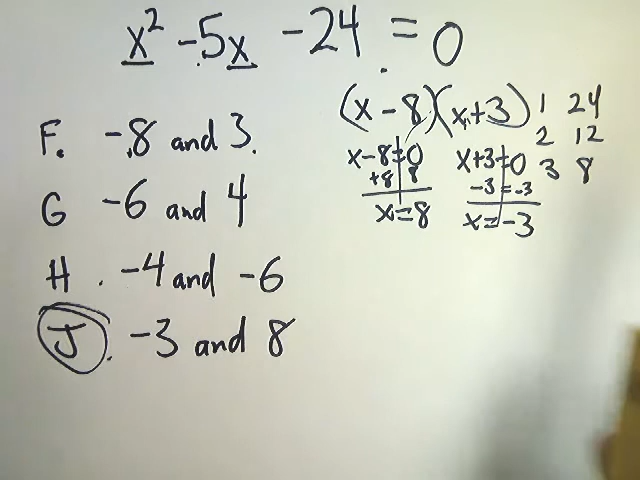 x² - 5x - 24 = 0
(x - 8)(x + 3)
1 24
2 12
3 8
x - 8 = 0
+8 8
x = 8
x + 3 = 0
-3 = -3
x = -3
F. -8 and 3.
G -6 and 4
H. -4 and -6
J. -3 and 8